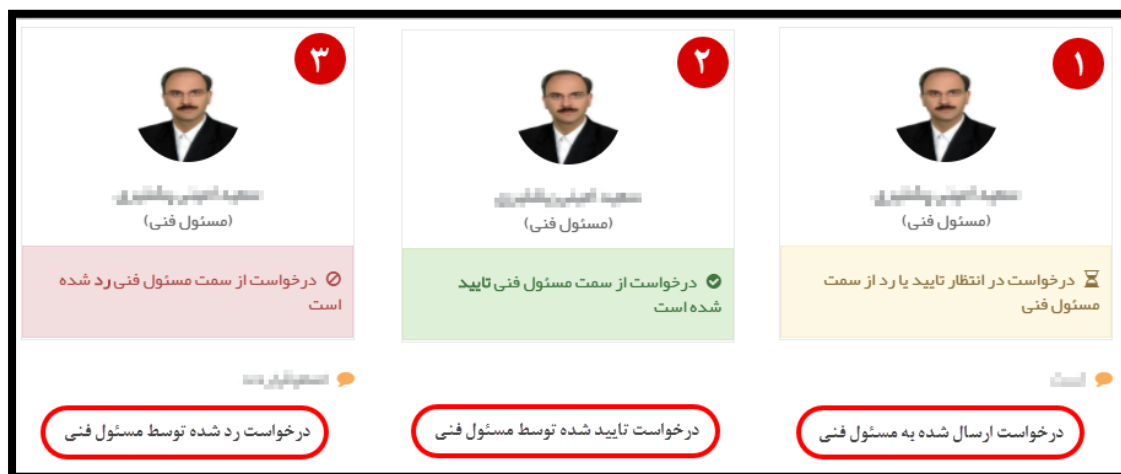 ۱
(مسئول فنی)
درخواست در انتظار تایید یا رد از سمت
مسئول فنی
درخواست ارسال شده به مسئول فنی
۲
(مسئول فنی)
درخواست از سمت مسئول فنی تایید
شده است
درخواست تایید شده توسط مسئول فنی
۳
(مسئول فنی)
درخواست از سمت مسئول فنی رد شده
است
درخواست رد شده توسط مسئول فنی